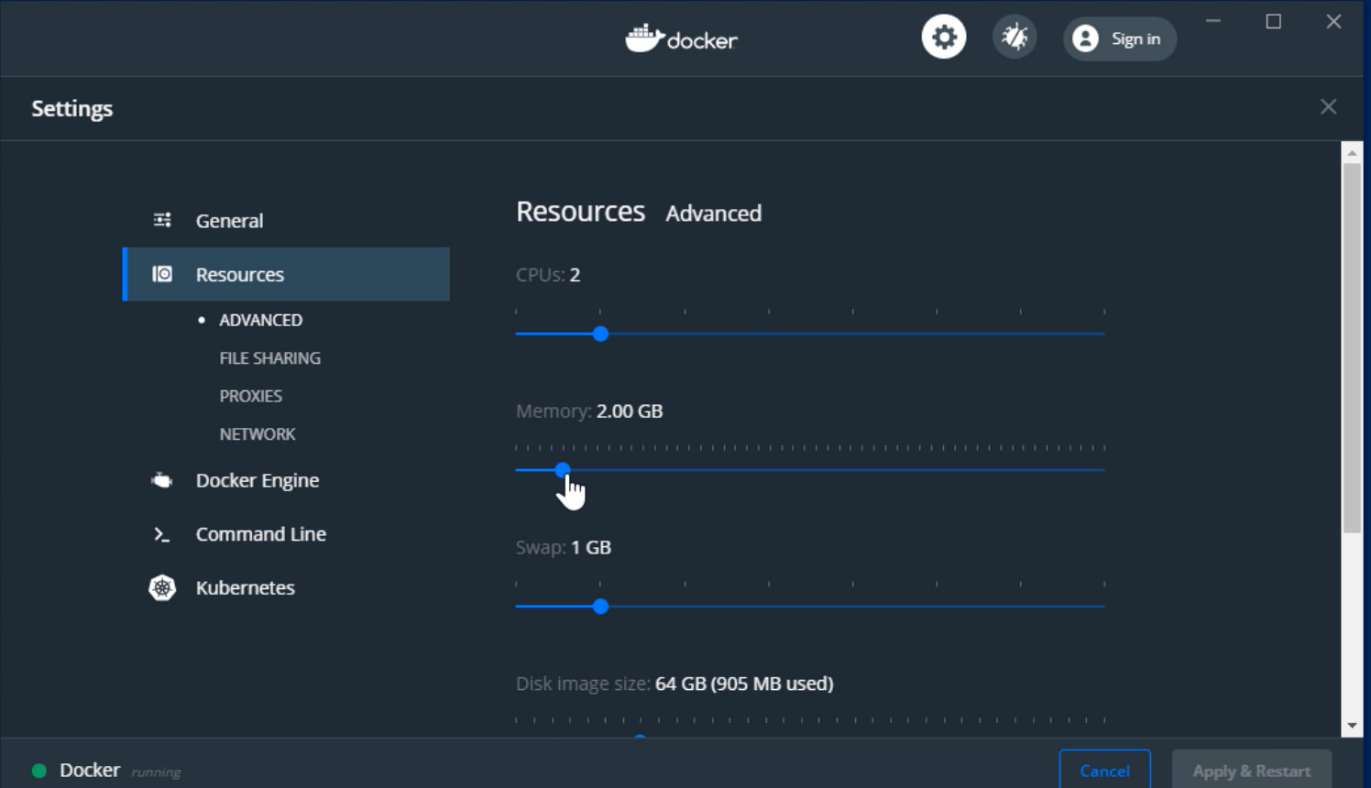 docker
Sign in
Settings
General
Resources
ADVANCED
FILE SHARING
PROXIES
NETWORK
Docker Engine
Command Line
Kubernetes
Resources Advanced
CPUs: 2
Memory: 2.00 GB
Swap: 1 GB
Disk image size: 64 GB (905 MB used)
Docker running
Cancel
Apply & Restart